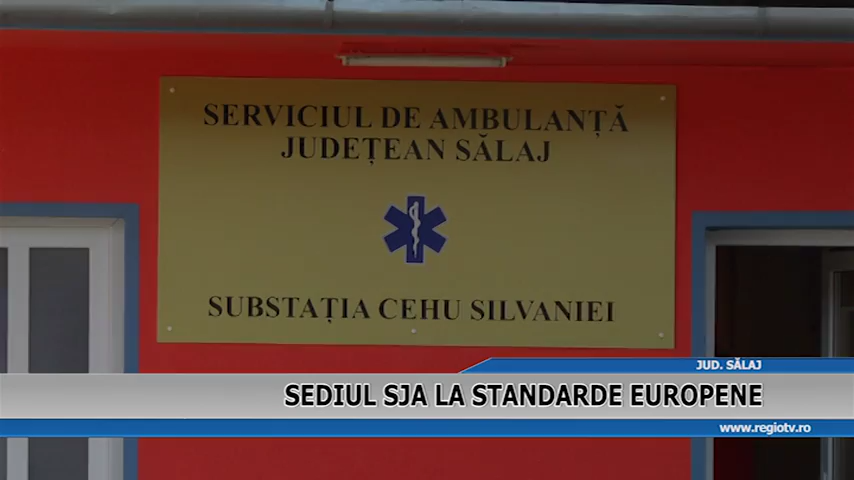 SERVICIUL DE AMBULANȚĂ
JUDEȚEAN SĂLAJ
SUBSTAȚIA CEHU SILVANIEI
JUD. SĂLAJ
SEDIUL SJA LA STANDARDE EUROPENE
www.regiotv.ro